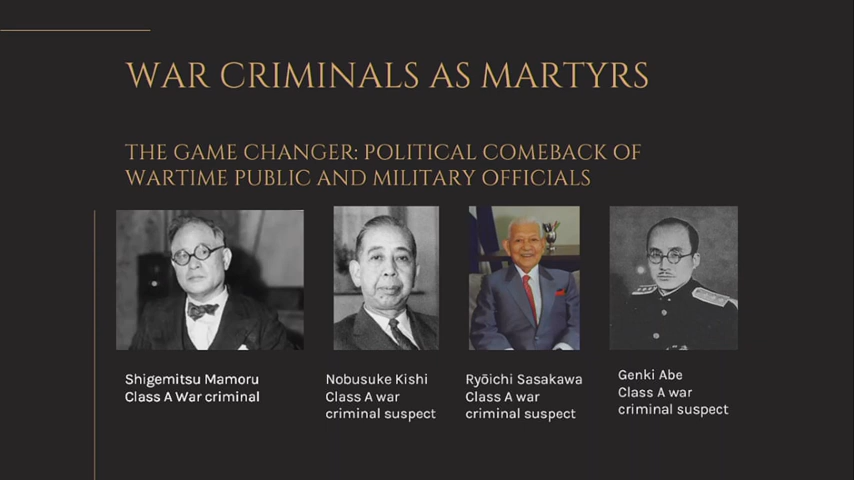 WAR CRIMINALS AS MARTYRS
THE GAME CHANGER: POLITICAL COMEBACK OF
WARTIME PUBLIC AND MILITARY OFFICIALS
Shigemitsu Mamoru
Class A War criminal
Nobusuke Kishi
Class A war
criminal suspect
Ryōichi Sasakawa
Class A war
criminal suspect
Genki Abe
Class A war
criminal suspect